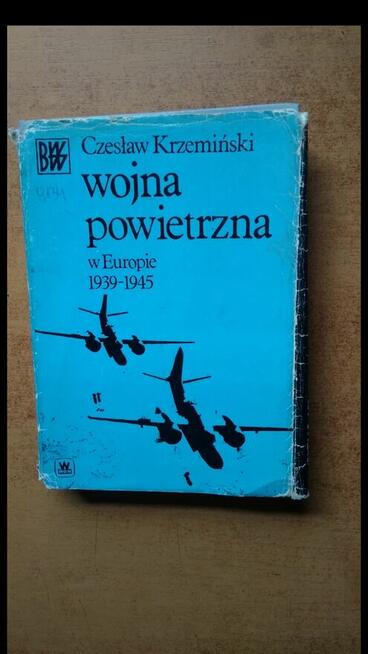 BWW
Czesław Krzemiński
wojna
powietrzna
w Europie
1939-1945